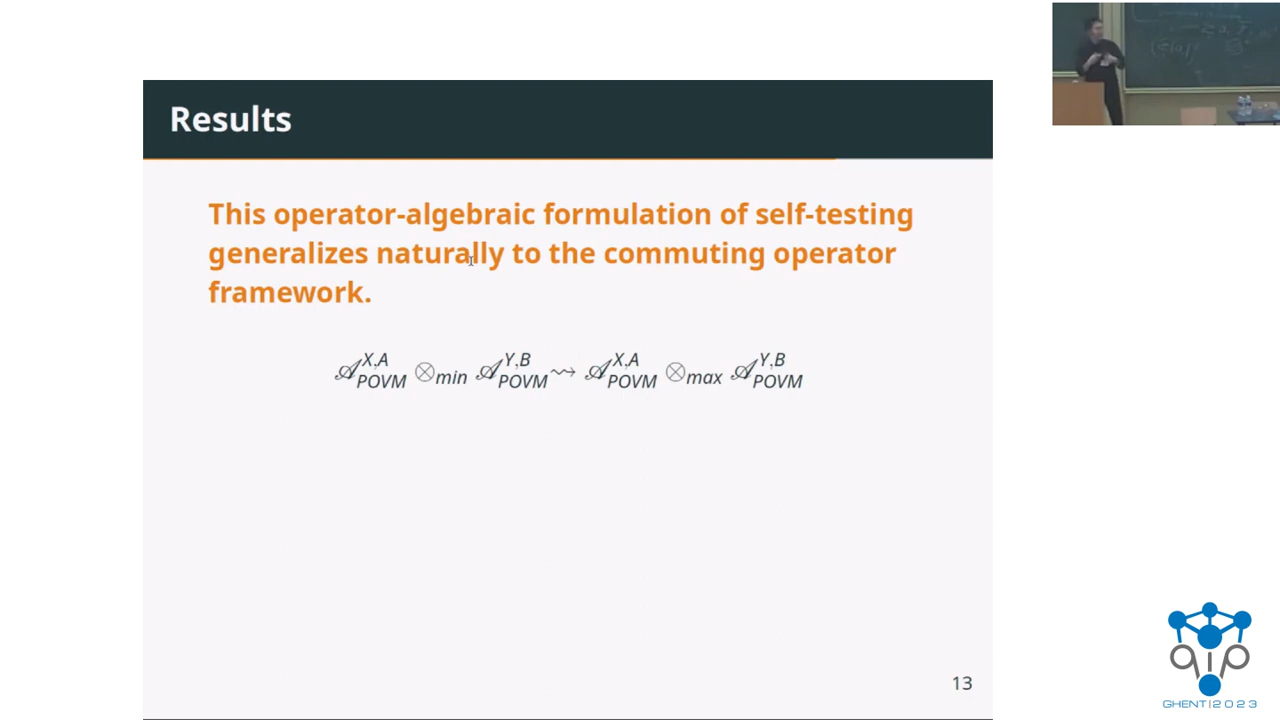 Results
This operator-algebraic formulation of self-testing
generalizes naturally to the commuting operator
framework.
𝒜^{X,A}_{POVM} ⊗_{min} 𝒜^{Y,B}_{POVM} ⇝ 𝒜^{X,A}_{POVM} ⊗_{max} 𝒜^{Y,B}_{POVM}
13
qip
GHENT|2023